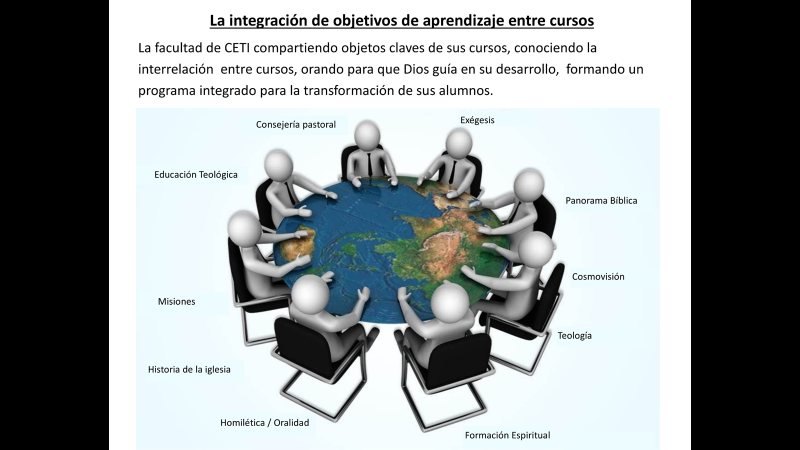 La integración de objetivos de aprendizaje entre cursos
La facultad de CETI compartiendo objetos claves de sus cursos, conociendo la
interrelación entre cursos, orando para que Dios guía en su desarrollo, formando un
programa integrado para la transformación de sus alumnos.
Consejería pastoral
Exégesis
Educación Teológica
Panorama Bíblica
Cosmovisión
Misiones
Teología
Historia de la iglesia
Homilética / Oralidad
Formación Espiritual